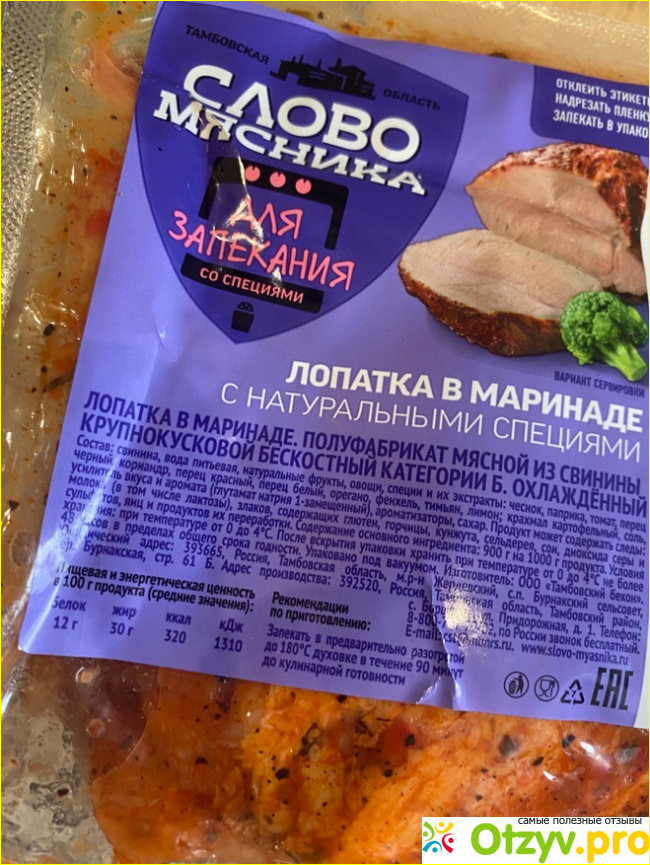 ТАМБОВСКАЯ ОБЛАСТЬ
СЛОВО
МЯСНИКА
ДЛЯ
ЗАПЕКАНИЯ
СО СПЕЦИЯМИ
ОТКЛЕИТЬ
НАДРЕЗАТЬ
ЗАПЕКАТЬ В
ВАРИАНТ СЕРВИРОВКИ
ЛОПАТКА В МАРИНАДЕ
С НАТУРАЛЬНЫМИ СПЕЦИЯМИ
ЛОПАТКА В МАРИНАДЕ. ПОЛУФАБРИКАТ МЯСНОЙ ИЗ СВИНИНЫ
КРУПНОКУСКОВОЙ БЕСКОСТНЫЙ КАТЕГОРИИ Б. ОХЛАЖДЁННЫЙ
Состав: свинина, вода питьевая, натуральные фрукты, овощи, специи и их экстракты: чеснок, паприка, томат, перец
черный, кориандр, перец красный, перец белый, орегано, фенхель, тимьян, лимон; крахмал картофельный, соль,
усилитель вкуса и аромата (глутамат натрия 1-замещенный), ароматизаторы, сахар. Продукт может содержать следы:
молока (в том числе лактозы), злаков, содержащих глютен, горчицы, кунжута, сельдерея, сои, диоксида серы и
сульфитов, яиц и продуктов их переработки. Содержание основного ингредиента: 900 г на 1000 г продукта. Условия
хранения: при температуре от 0 до 4°С. После вскрытия упаковки хранить при температуре от 0 до 4°С не более
48 часов в пределах общего срока годности. Упаковано под вакуумом. Изготовитель: ООО «Тамбовский бекон».
адрес: 393665, Россия, Тамбовская область, м.р-н Жердевский, с.п. Бурнакский сельсовет,
Бурнакская, стр. 61 Б. Адрес производства: 392520, Россия, Тамбовская область, Тамбовский район,
Придорожная, д. 1. Телефон:
по России звонок бесплатный.
www.slovo-myasnika.ru
Пищевая и энергетическая ценность
в 100 г продукта (средние значения):
белок жир ккал кДж
12 г 30 г 320 1310
Рекомендации
по приготовлению:
Запекать в предварительно разогретой
до 180°С духовке в течение 90 минут
до кулинарной готовности
EAC
самые полезные отзывы
Otzyv.pro